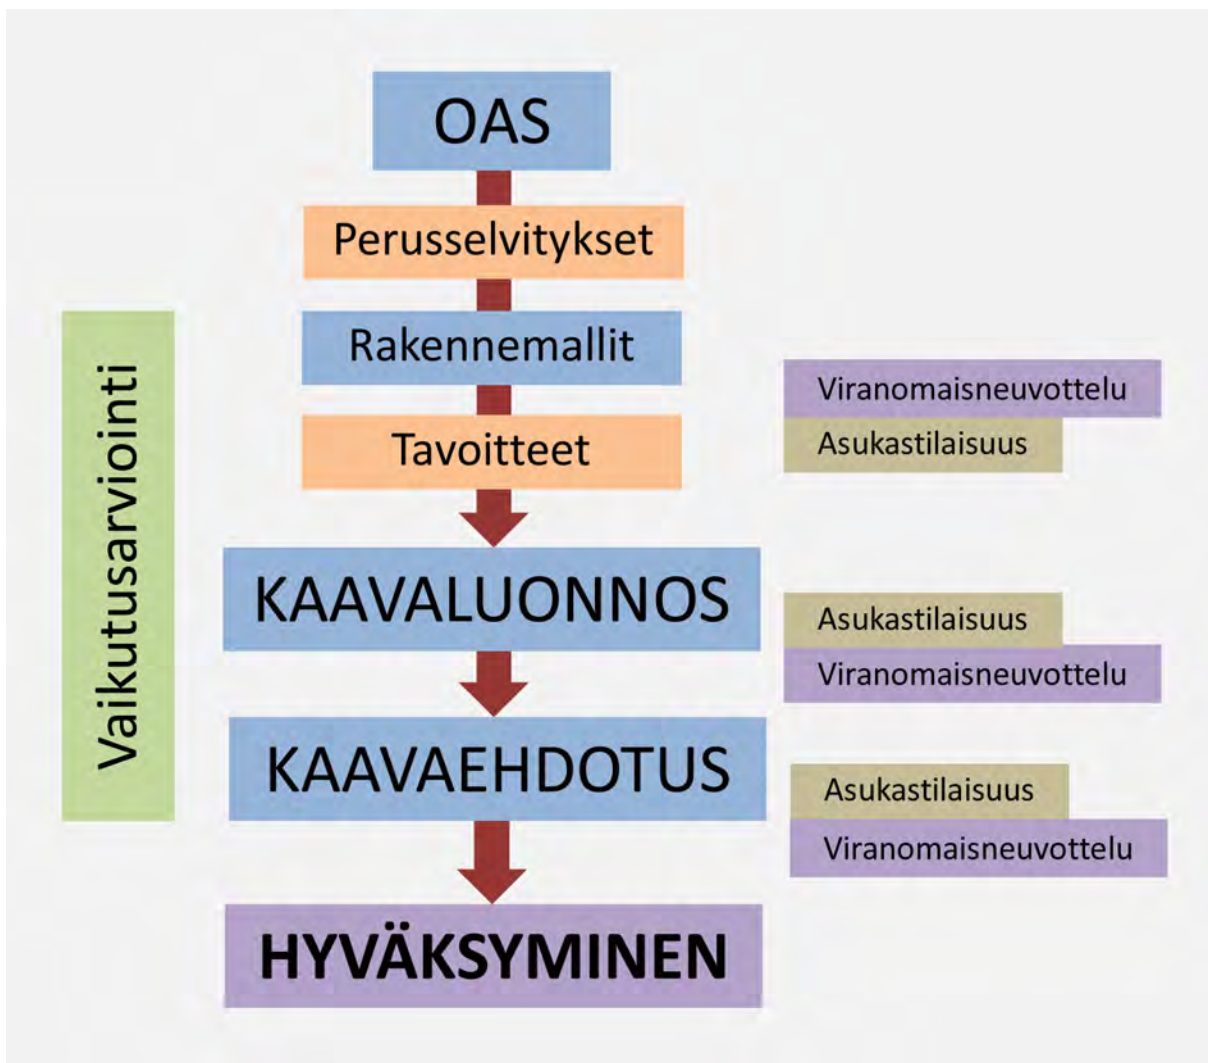 OAS
Perusselvitykset
Rakennemallit
Tavoitteet
Viranomaisneuvottelu
Asukastilaisuus
Vaikutusarviointi
KAAVALUONNOS
Asukastilaisuus
Viranomaisneuvottelu
KAAVAEHDOTUS
Asukastilaisuus
Viranomaisneuvottelu
HYVÄKSYMINEN